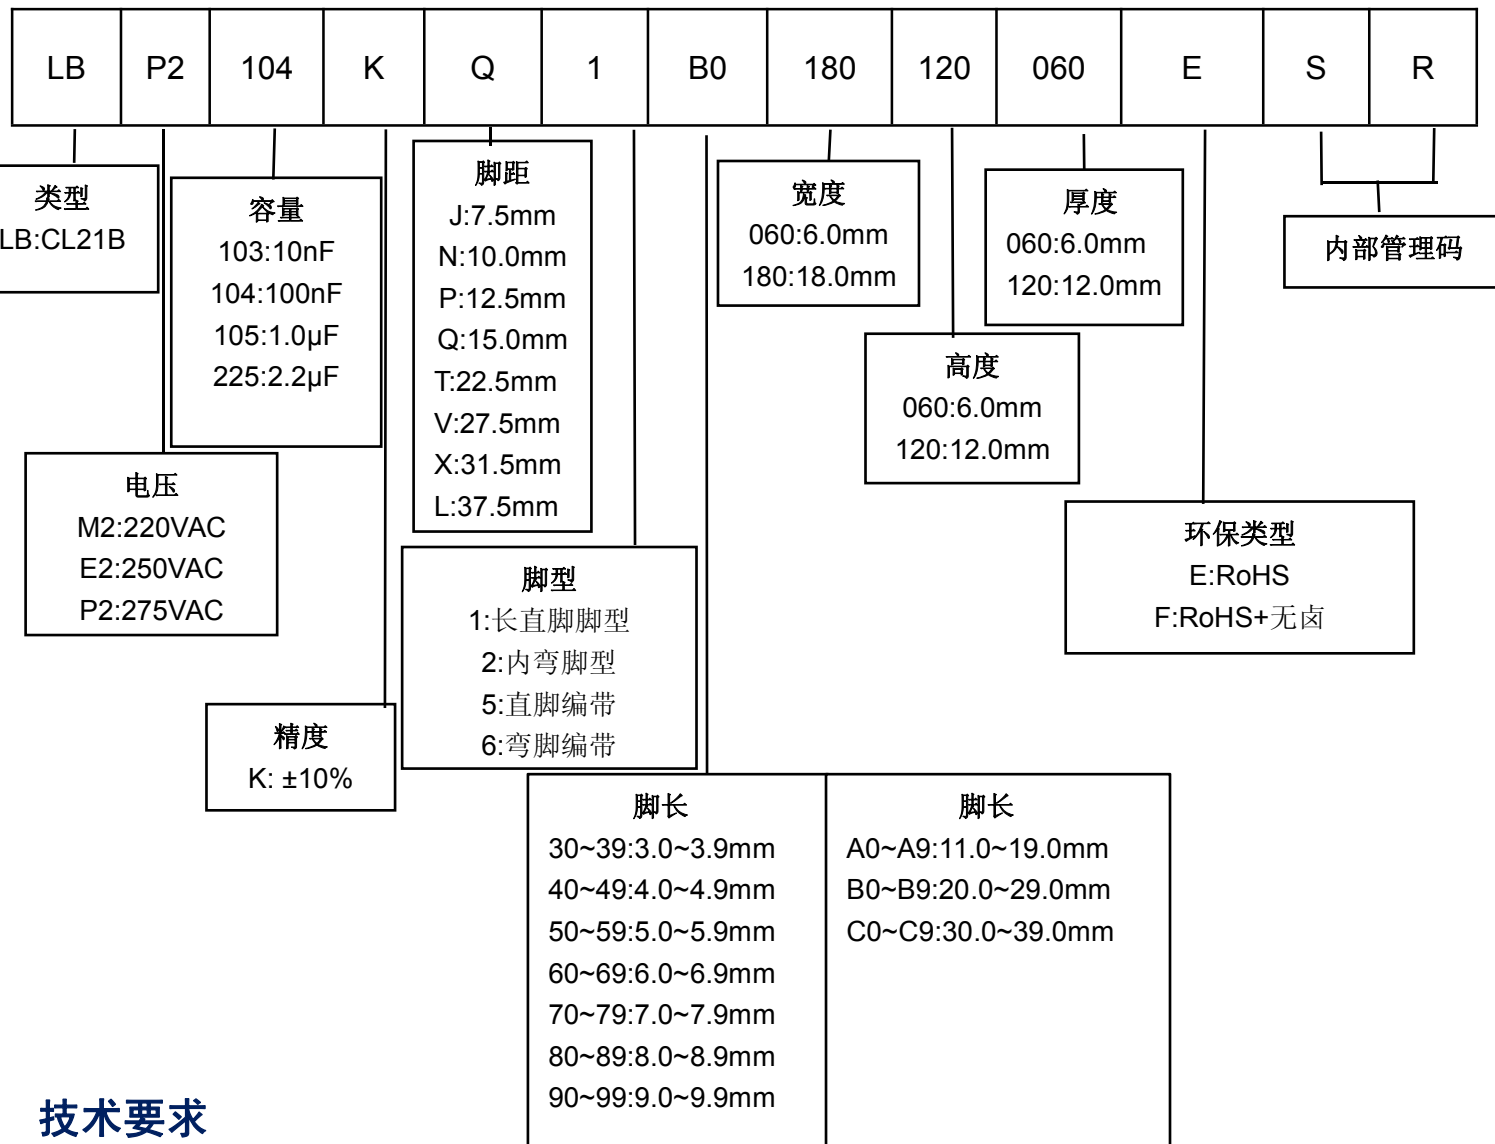 LB P2 104 K Q 1 B0 180 120 060 E S R
类型
LB:CL21B
容量
103:10nF
104:100nF
105:1.0μF
225:2.2μF
脚距
J:7.5mm
N:10.0mm
P:12.5mm
Q:15.0mm
T:22.5mm
V:27.5mm
X:31.5mm
L:37.5mm
宽度
060:6.0mm
180:18.0mm
厚度
060:6.0mm
120:12.0mm
内部管理码
高度
060:6.0mm
120:12.0mm
电压
M2:220VAC
E2:250VAC
P2:275VAC
环保类型
E:RoHS
F:RoHS+无卤
脚型
1:长直脚脚型
2:内弯脚型
5:直脚编带
6:弯脚编带
精度
K: ±10%
脚长
30~39:3.0~3.9mm
40~49:4.0~4.9mm
50~59:5.0~5.9mm
60~69:6.0~6.9mm
70~79:7.0~7.9mm
80~89:8.0~8.9mm
90~99:9.0~9.9mm
脚长
A0~A9:11.0~19.0mm
B0~B9:20.0~29.0mm
C0~C9:30.0~39.0mm
技术要求